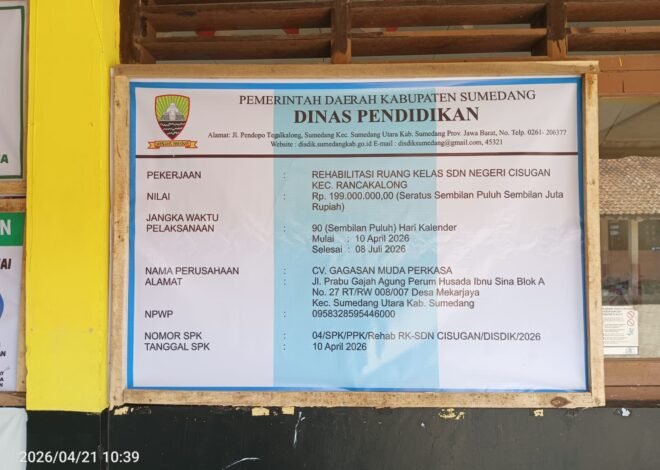 PEMERINTAH DAERAH KABUPATEN SUMEDANG
DINAS PENDIDIKAN
Alamat: Jl. Pendopo Tegalkalong, Sumedang Kec. Sumedang Utara Kab. Sumedang Prov. Jawa Barat, No. Telp. 0261- 206377
Website : disdik.sumedangkab.go.id E-mail : disdiksumedang@gmail.com, 45321
PEKERJAAN : REHABILITASI RUANG KELAS SDN NEGERI CISUGAN
KEC. RANCAKALONG
NILAI : Rp. 199.000.000,00 (Seratus Sembilan Puluh Sembilan Juta
Rupiah)
JANGKA WAKTU
PELAKSANAAN : 90 (Sembilan Puluh) Hari Kalender
Mulai : 10 April 2026
Selesai : 08 Juli 2026
NAMA PERUSAHAAN : CV. GAGASAN MUDA PERKASA
ALAMAT : Jl. Prabu Gajah Agung Perum Husada Ibnu Sina Blok A
No. 27 RT/RW 008/007 Desa Mekarjaya
Kec. Sumedang Utara Kab. Sumedang
NPWP : 0958328595446000
NOMOR SPK : 04/SPK/PPK/Rehab RK-SDN CISUGAN/DISDIK/2026
TANGGAL SPK : 10 April 2026
2026/04/21 10:39